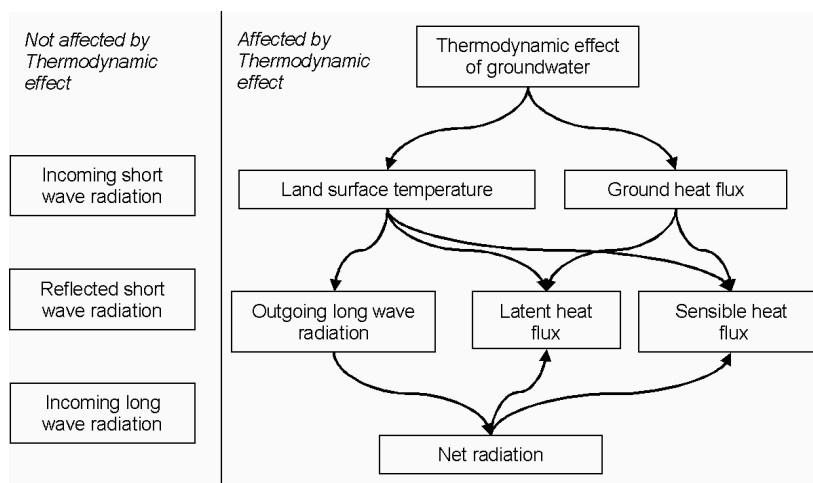 Not affected by
Thermodynamic
effect
Incoming short
wave radiation
Reflected short
wave radiation
Incoming long
wave radiation
Affected by
Thermodynamic
effect
Thermodynamic effect
of groundwater
Land surface temperature
Ground heat flux
Outgoing long wave
radiation
Latent heat
flux
Sensible heat
flux
Net radiation